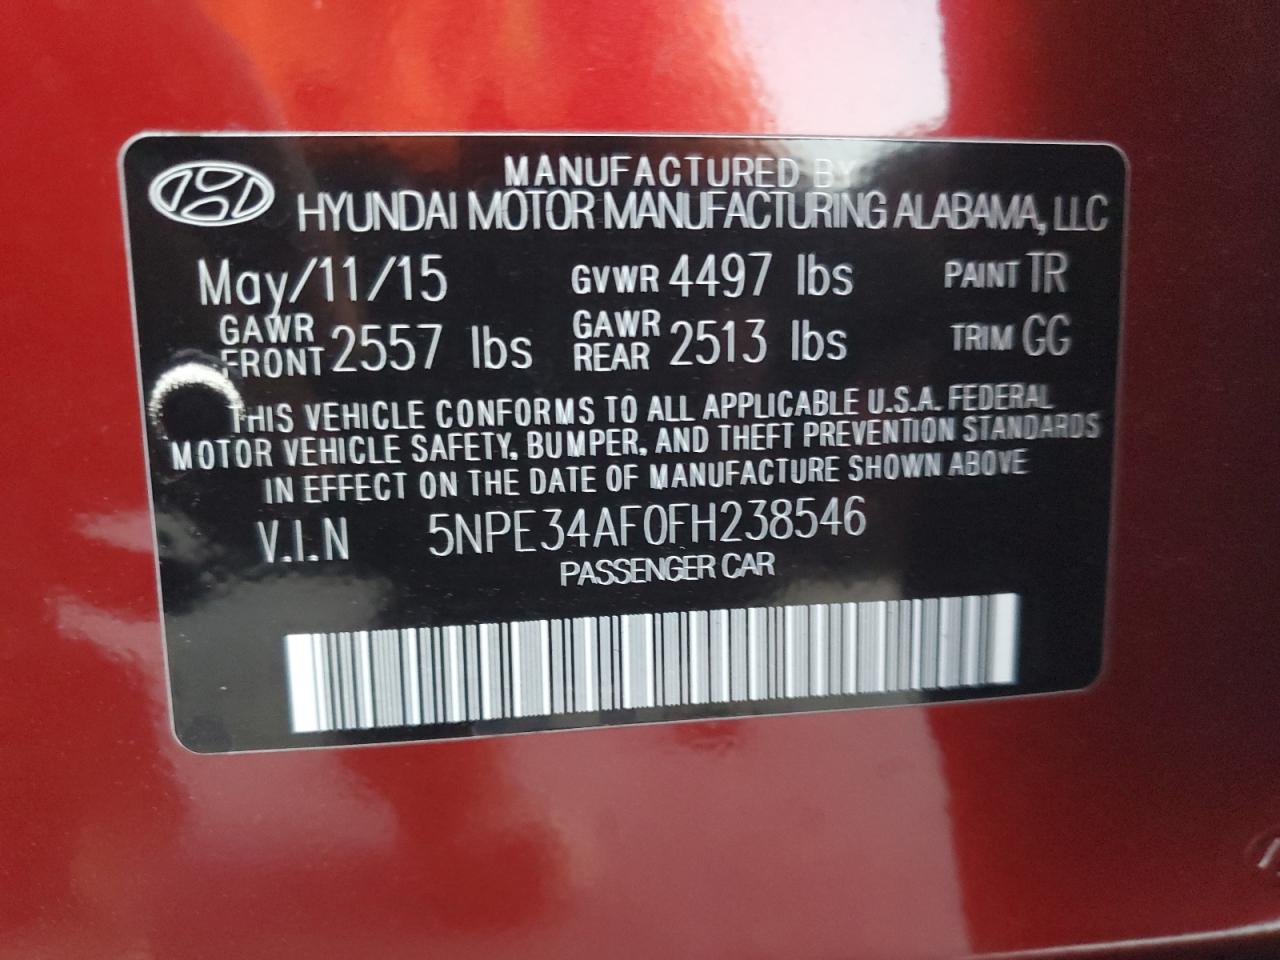 MANUFACTURED BY
HYUNDAI MOTOR MANUFACTURING ALABAMA, LLC
May/11/15 GVWR 4497 lbs PAINT TR
GAWR FRONT 2557 lbs GAWR REAR 2513 lbs TRIM GG
THIS VEHICLE CONFORMS TO ALL APPLICABLE U.S.A. FEDERAL
MOTOR VEHICLE SAFETY, BUMPER, AND THEFT PREVENTION STANDARDS
IN EFFECT ON THE DATE OF MANUFACTURE SHOWN ABOVE
V.I.N 5NPE34AF0FH238546
PASSENGER CAR